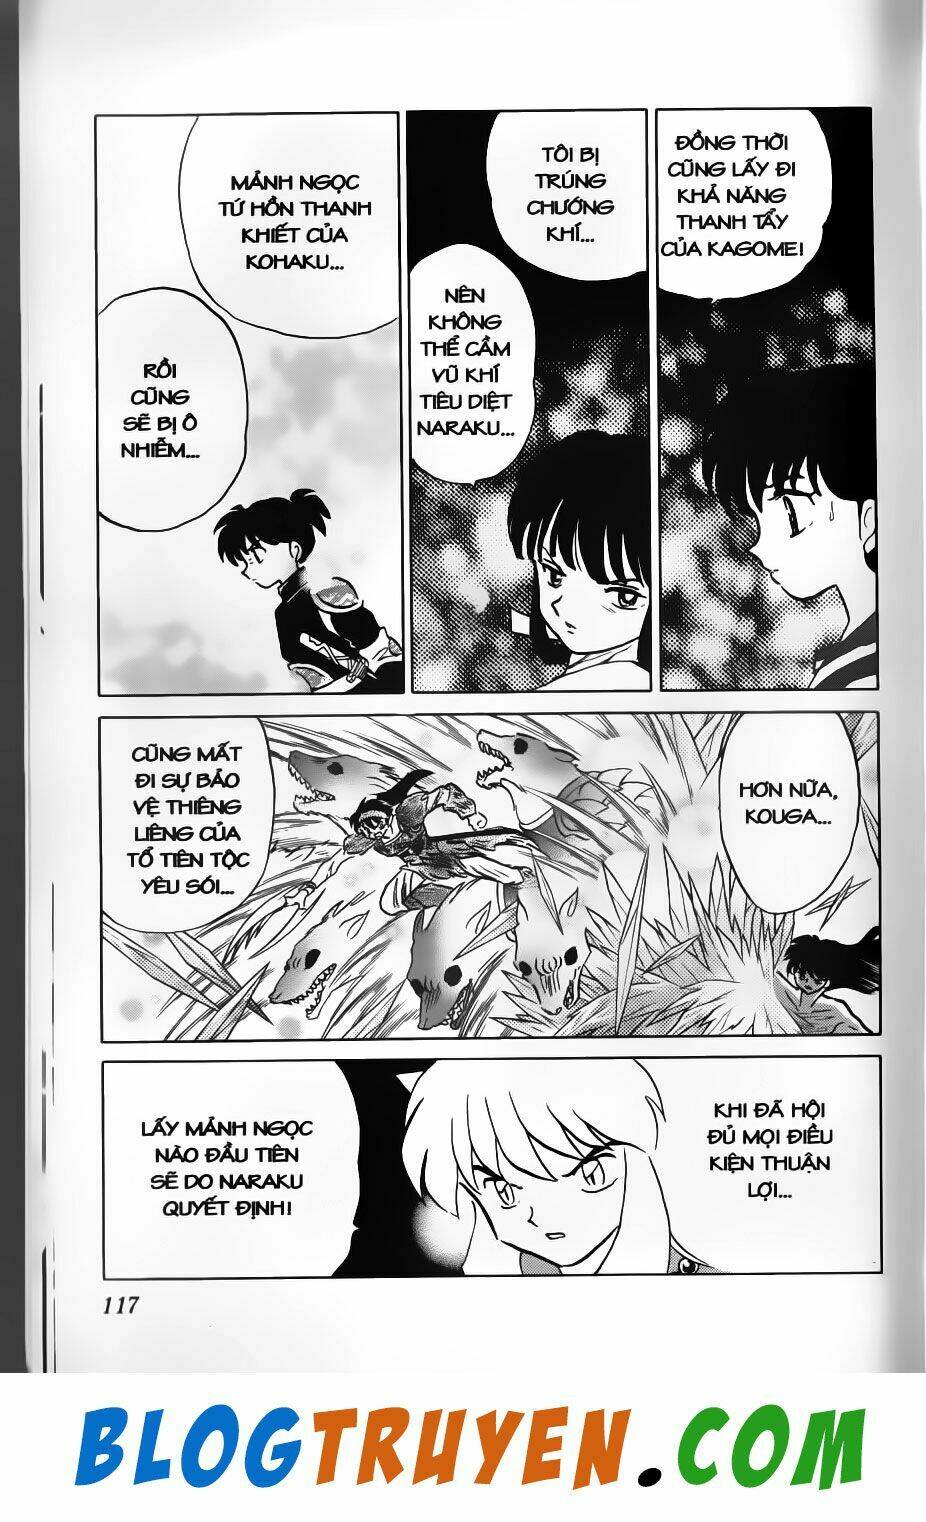 ĐỒNG THỜI
CŨNG LẤY ĐI
KHẢ NĂNG
THANH TẨY
CỦA KAGOME!
TÔI BỊ
TRÚNG
CHƯỚNG
KHÍ...
NÊN
KHÔNG
THỂ CẦM
VŨ KHÍ
TIÊU DIỆT
NARAKU...
MẢNH NGỌC
TỨ HỒN THANH
KHIẾT CỦA
KOHAKU...
RỒI
CŨNG
SẼ BỊ Ô
NHIỄM...
HƠN NỮA,
KOUGA...
CŨNG MẤT
ĐI SỰ BẢO
VỆ THIÊNG
LIÊNG CỦA
TỔ TIÊN TỘC
YÊU SÓI...
KHI ĐÃ HỘI
ĐỦ MỌI ĐIỀU
KIỆN THUẬN
LỢI...
LẤY MẢNH NGỌC
NÀO ĐẦU TIÊN
SẼ DO NARAKU
QUYẾT ĐỊNH!
117
BLOGTRUYEN.COM